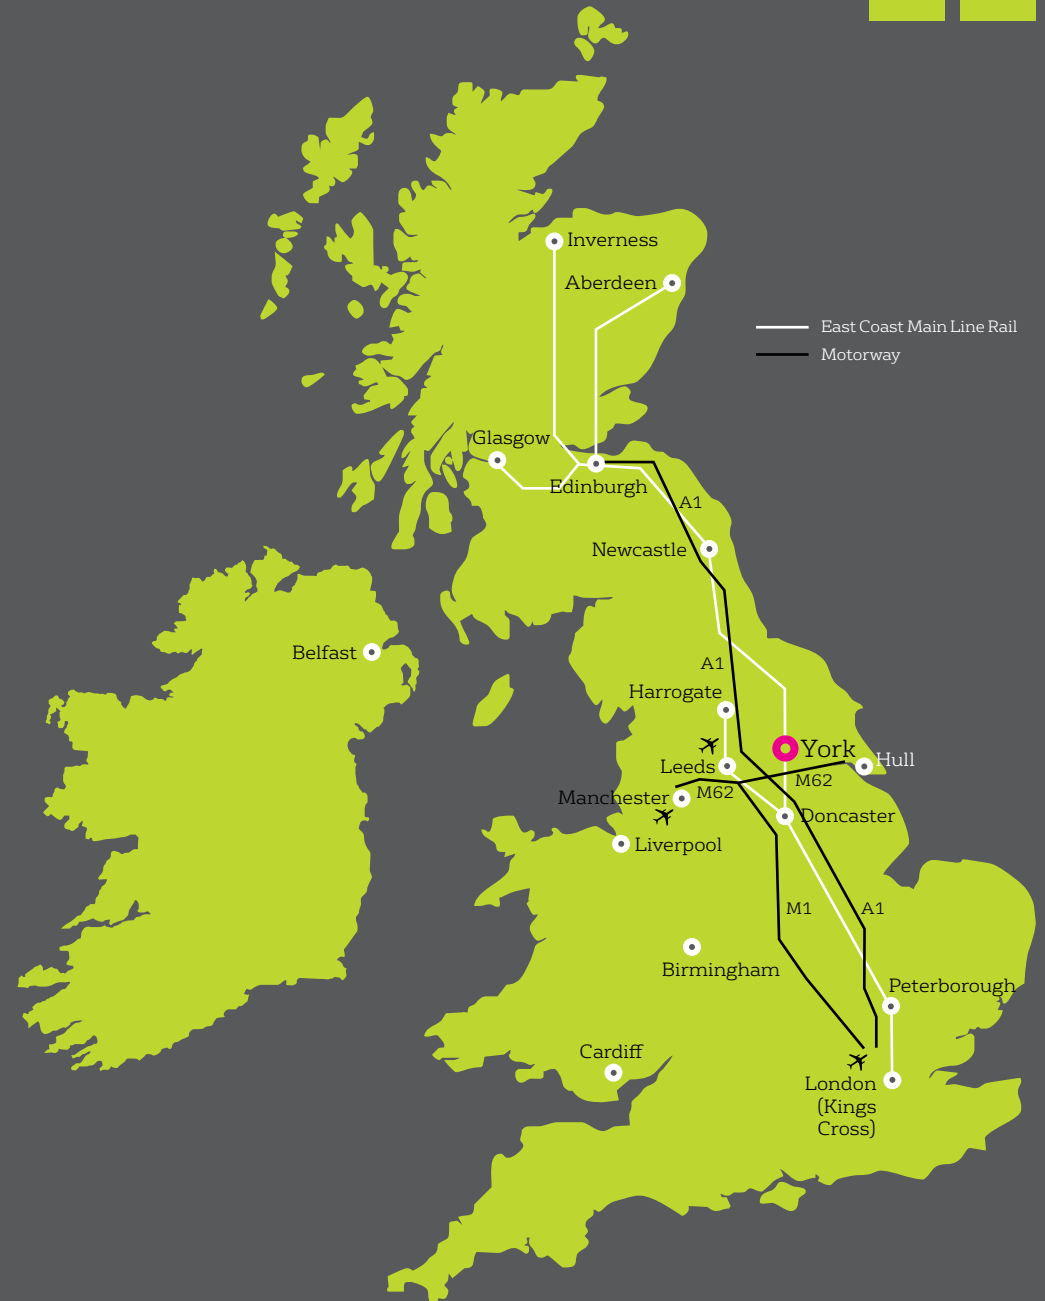 Inverness
Aberdeen
East Coast Main Line Rail
Motorway
Glasgow
Edinburgh
A1
Newcastle
Belfast
A1
Harrogate
York
Hull
Leeds
M62
M62
Manchester
Doncaster
Liverpool
M1
A1
Birmingham
Peterborough
Cardiff
London
(Kings
Cross)